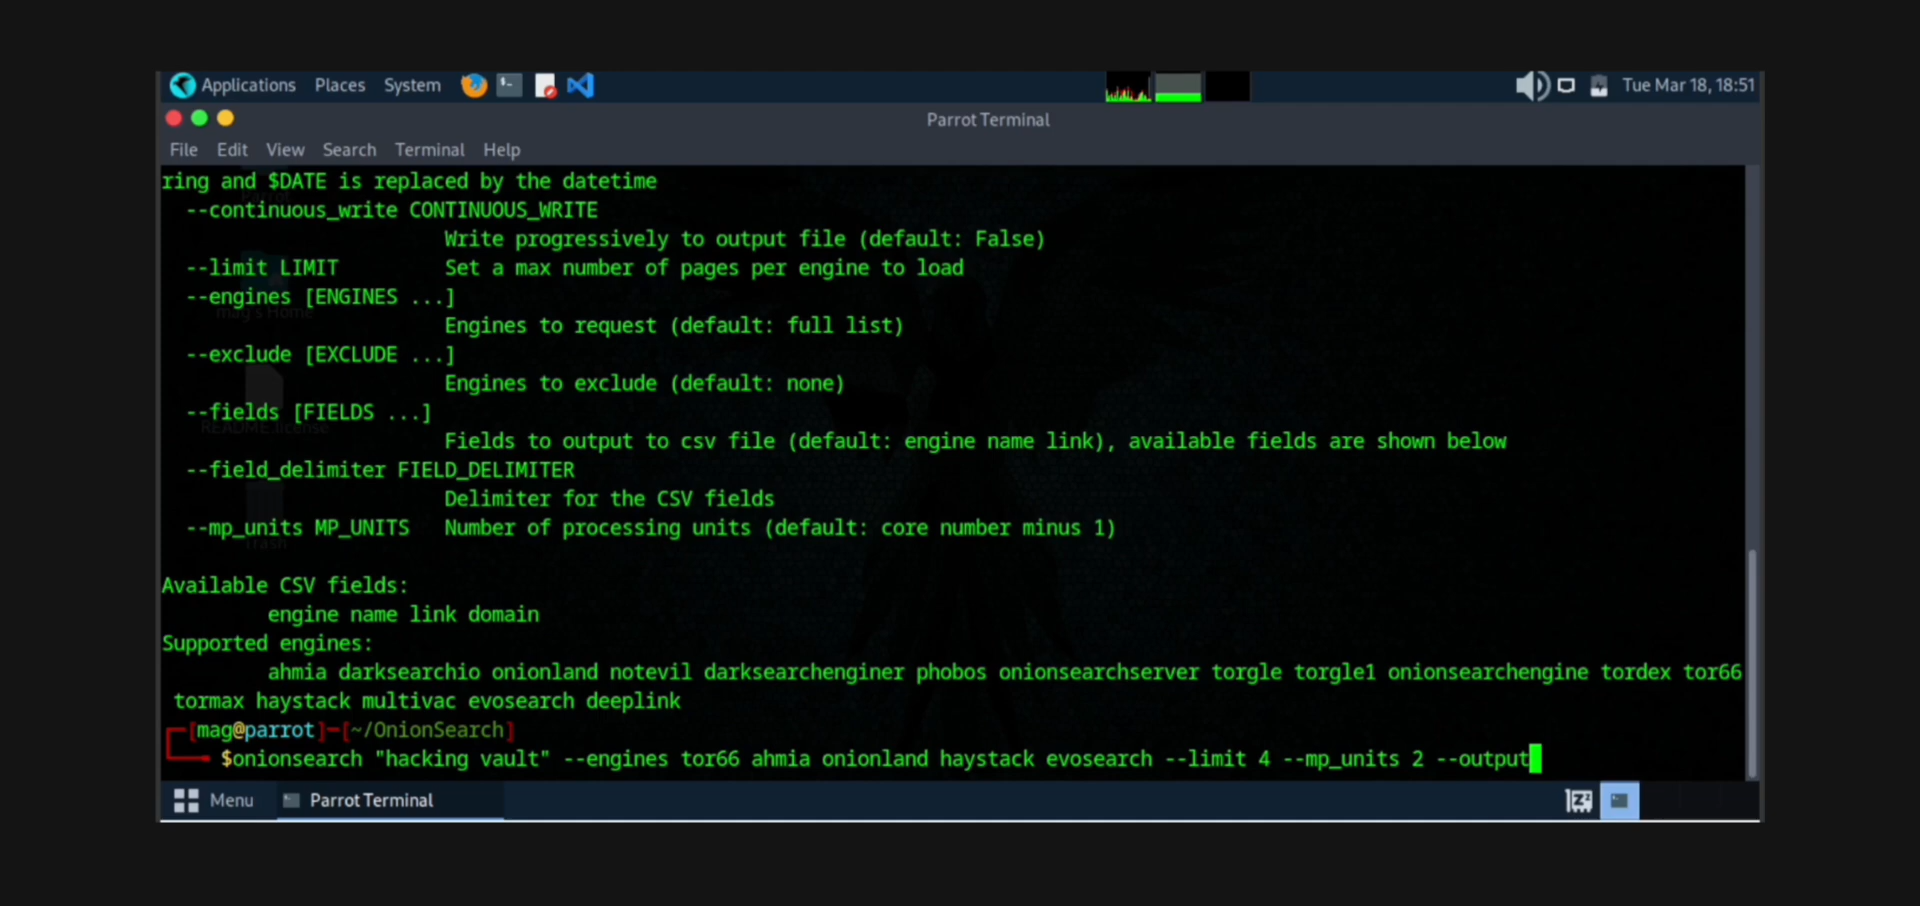 Applications Places System Tue Mar 18, 18:51
Parrot Terminal
File Edit View Search Terminal Help
ring and $DATE is replaced by the datetime
--continuous_write CONTINUOUS_WRITE
Write progressively to output file (default: False)
--limit LIMIT Set a max number of pages per engine to load
--engines [ENGINES ...]
mag's Home
Engines to request (default: full list)
--exclude [EXCLUDE ...]
Engines to exclude (default: none)
--fields [FIELDS ...]
README.license
Fields to output to csv file (default: engine name link), available fields are shown below
--field_delimiter FIELD_DELIMITER
Delimiter for the CSV fields
--mp_units MP_UNITS Number of processing units (default: core number minus 1)
Trash
Available CSV fields:
engine name link domain
Supported engines:
ahmia darksearchio onionland notevil darksearchenginer phobos onionsearchserver torgle torgle1 onionsearchengine tordex tor66
tormax haystack multivac evosearch deeplink
[mag@parrot]-[~/OnionSearch]
$onionsearch "hacking vault" --engines tor66 ahmia onionland haystack evosearch --limit 4 --mp_units 2 --output
Menu Parrot Terminal